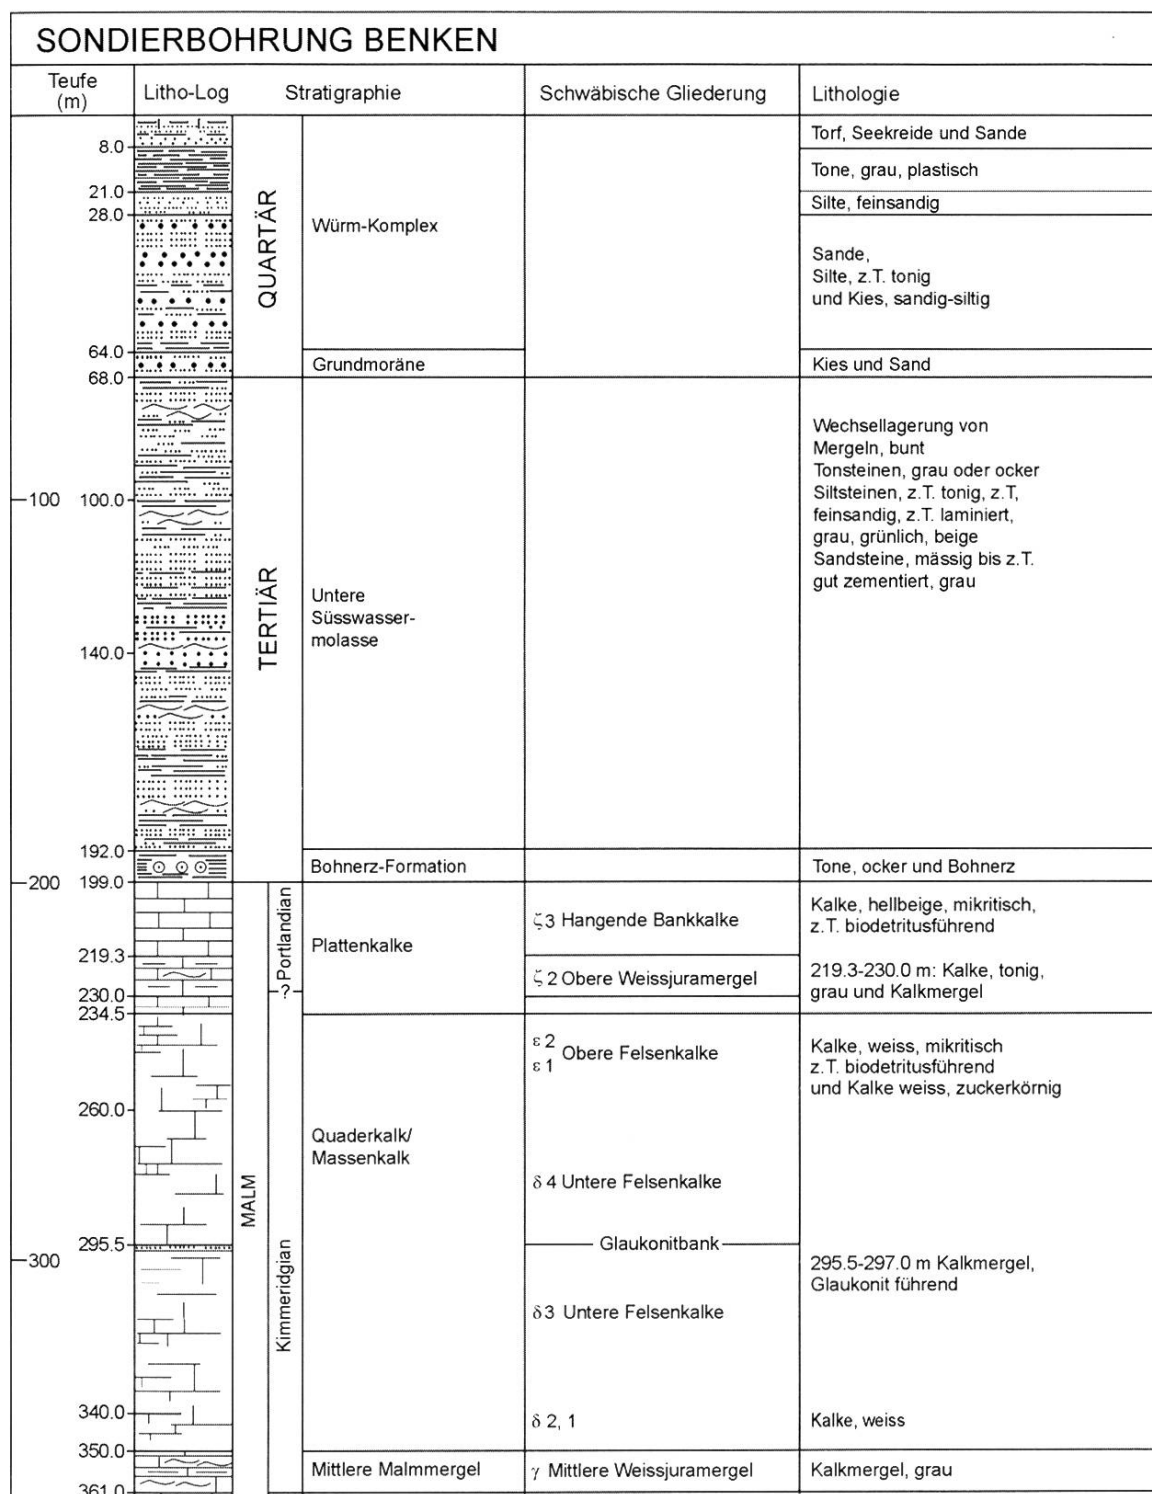 SONDIERBOHRUNG BENKEN
Teufe
(m)
Litho-Log
Stratigraphie
Schwäbische Gliederung
Lithologie
8.0
21.0
28.0
64.0
68.0
100
100.0
140.0
192.0
200
199.0
219.3
230.0
234.5
260.0
295.5
300
340.0
350.0
361.0
QUARTÄR
TERTIÄR
MALM
Portlandian
?
Kimmeridgian
Würm-Komplex
Grundmoräne
Untere
Süsswasser-
molasse
Bohnerz-Formation
Plattenkalke
Quaderkalk/
Massenkalk
Mittlere Malmmergel
ζ3 Hangende Bankkalke
ζ 2 Obere Weissjuramergel
ε 2
ε 1
Obere Felsenkalke
δ 4 Untere Felsenkalke
Glaukonitbank
δ3 Untere Felsenkalke
δ 2, 1
γ Mittlere Weissjuramergel
Torf, Seekreide und Sande
Tone, grau, plastisch
Silte, feinsandig
Sande,
Silte, z.T. tonig
und Kies, sandig-siltig
Kies und Sand
Wechsellagerung von
Mergeln, bunt
Tonsteinen, grau oder ocker
Siltsteinen, z.T. tonig, z.T,
feinsandig, z.T. laminiert,
grau, grünlich, beige
Sandsteine, mässig bis z.T.
gut zementiert, grau
Tone, ocker und Bohnerz
Kalke, hellbeige, mikritisch,
z.T. biodetritusführend
219.3-230.0 m: Kalke, tonig,
grau und Kalkmergel
Kalke, weiss, mikritisch
z.T. biodetritusführend
und Kalke weiss, zuckerkörnig
295.5-297.0 m Kalkmergel,
Glaukonit führend
Kalke, weiss
Kalkmergel, grau